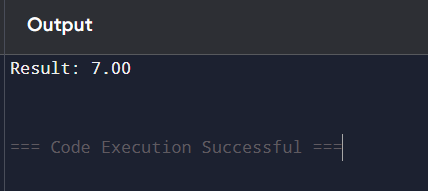 Output
Result: 7.00
=== Code Execution Successful ===